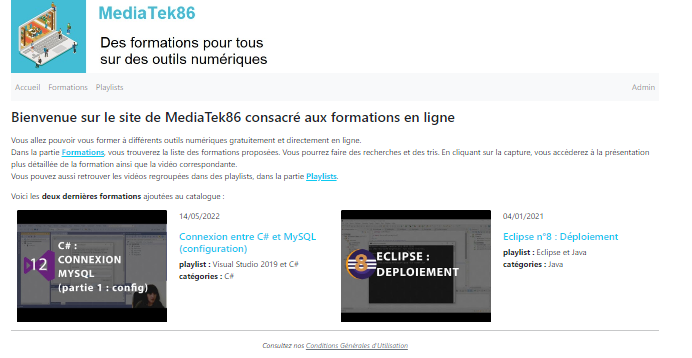 MediaTek86
Des formations pour tous
sur des outils numériques
Accueil Formations Playlists Admin
Bienvenue sur le site de MediaTek86 consacré aux formations en ligne
Vous allez pouvoir vous former à différents outils numériques gratuitement et directement en ligne.
Dans la partie Formations, vous trouverez la liste des formations proposées. Vous pourrez faire des recherches et des tris. En cliquant sur la capture, vous accèderez à la présentation
plus détaillée de la formation ainsi que la vidéo correspondante.
Vous pouvez aussi retrouver les vidéos regroupées dans des playlists, dans la partie Playlists.
Voici les deux dernières formations ajoutées au catalogue :
C# :
CONNEXION
12 MYSQL
(partie 1 : config)
14/05/2022
Connexion entre C# et MySQL
(configuration)
playlist : Visual Studio 2019 et C#
catégories : C#
8 ECLIPSE :
DEPLOIEMENT
04/01/2021
Eclipse n°8 : Déploiement
playlist : Eclipse et Java
catégories : Java
Consultez nos Conditions Générales d'Utilisation